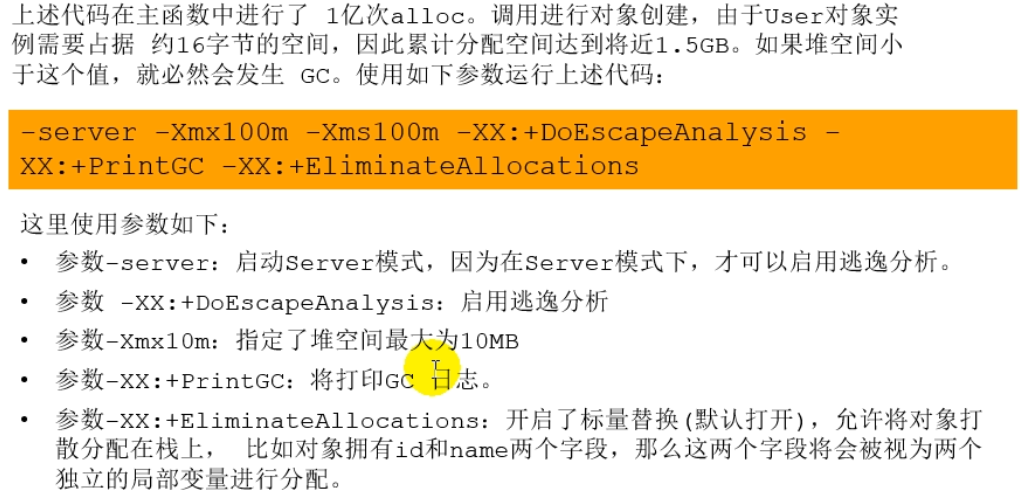 上述代码在主函数中进行了 1亿次alloc。调用进行对象创建，由于User对象实
例需要占据 约16字节的空间，因此累计分配空间达到将近1.5GB。如果堆空间小
于这个值，就必然会发生 GC。使用如下参数运行上述代码：
-server -Xmx100m -Xms100m -XX:+DoEscapeAnalysis -
XX:+PrintGC -XX:+EliminateAllocations
这里使用参数如下：
• 参数-server：启动Server模式，因为在Server模式下，才可以启用逃逸分析。
• 参数 -XX:+DoEscapeAnalysis：启用逃逸分析
• 参数-Xmx10m：指定了堆空间最大为10MB
• 参数-XX:+PrintGC：将打印GC 日志。
• 参数-XX:+EliminateAllocations：开启了标量替换(默认打开)，允许将对象打
散分配在栈上， 比如对象拥有id和name两个字段，那么这两个字段将会被视为两个
独立的局部变量进行分配。